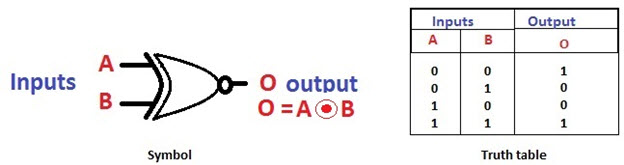 Inputs
A
B
O output
O = A ⊙ B
Symbol
Inputs Output
A B O
0 0 1
0 1 0
1 0 0
1 1 1
Truth table